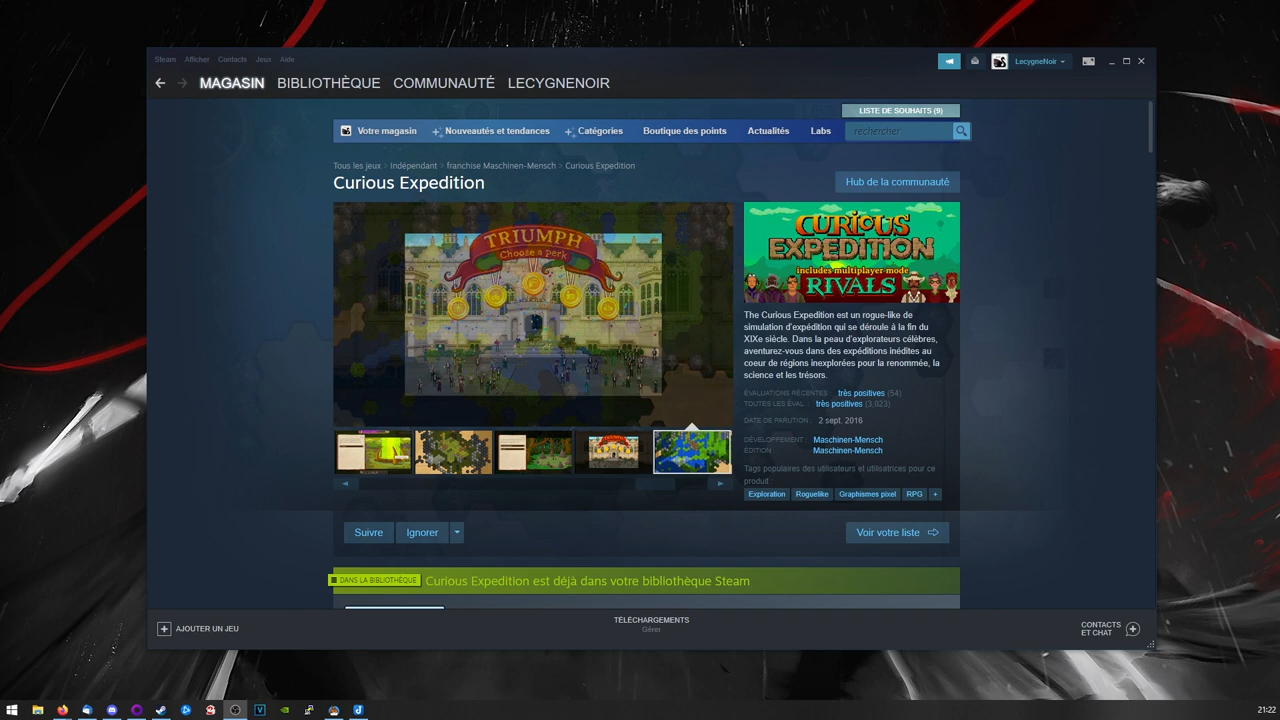 Steam Afficher Contacts Jeux Aide
LecygneNoir
MAGASIN BIBLIOTHÈQUE COMMUNAUTÉ LECYGNENOIR
LISTE DE SOUHAITS (9)
Votre magasin Nouveautés et tendances Catégories Boutique des points Actualités Labs rechercher
Tous les jeux > Indépendant > franchise Maschinen-Mensch > Curious Expedition
Curious Expedition
Hub de la communauté
TRIUMPH
Choose a Perk
CURIOUS
EXPEDITION
includes multiplayer mode
RIVALS
The Curious Expedition est un rogue-like de
simulation d'expédition qui se déroule à la fin du
XIXe siècle. Dans la peau d'explorateurs célèbres,
aventurez-vous dans des expéditions inédites au
coeur de régions inexplorées pour la renommée, la
science et les trésors.
ÉVALUATIONS RÉCENTES : très positives (54)
TOUTES LES ÉVAL. : très positives (3,023)
DATE DE PARUTION : 2 sept. 2016
DÉVELOPPEMENT : Maschinen-Mensch
ÉDITION : Maschinen-Mensch
Tags populaires des utilisateurs et utilisatrices pour ce
produit :
Exploration Roguelike Graphismes pixel RPG +
Suivre Ignorer
Voir votre liste
DANS LA BIBLIOTHÈQUE Curious Expedition est déjà dans votre bibliothèque Steam
AJOUTER UN JEU
TÉLÉCHARGEMENTS
Gérer
CONTACTS
ET CHAT
21:22